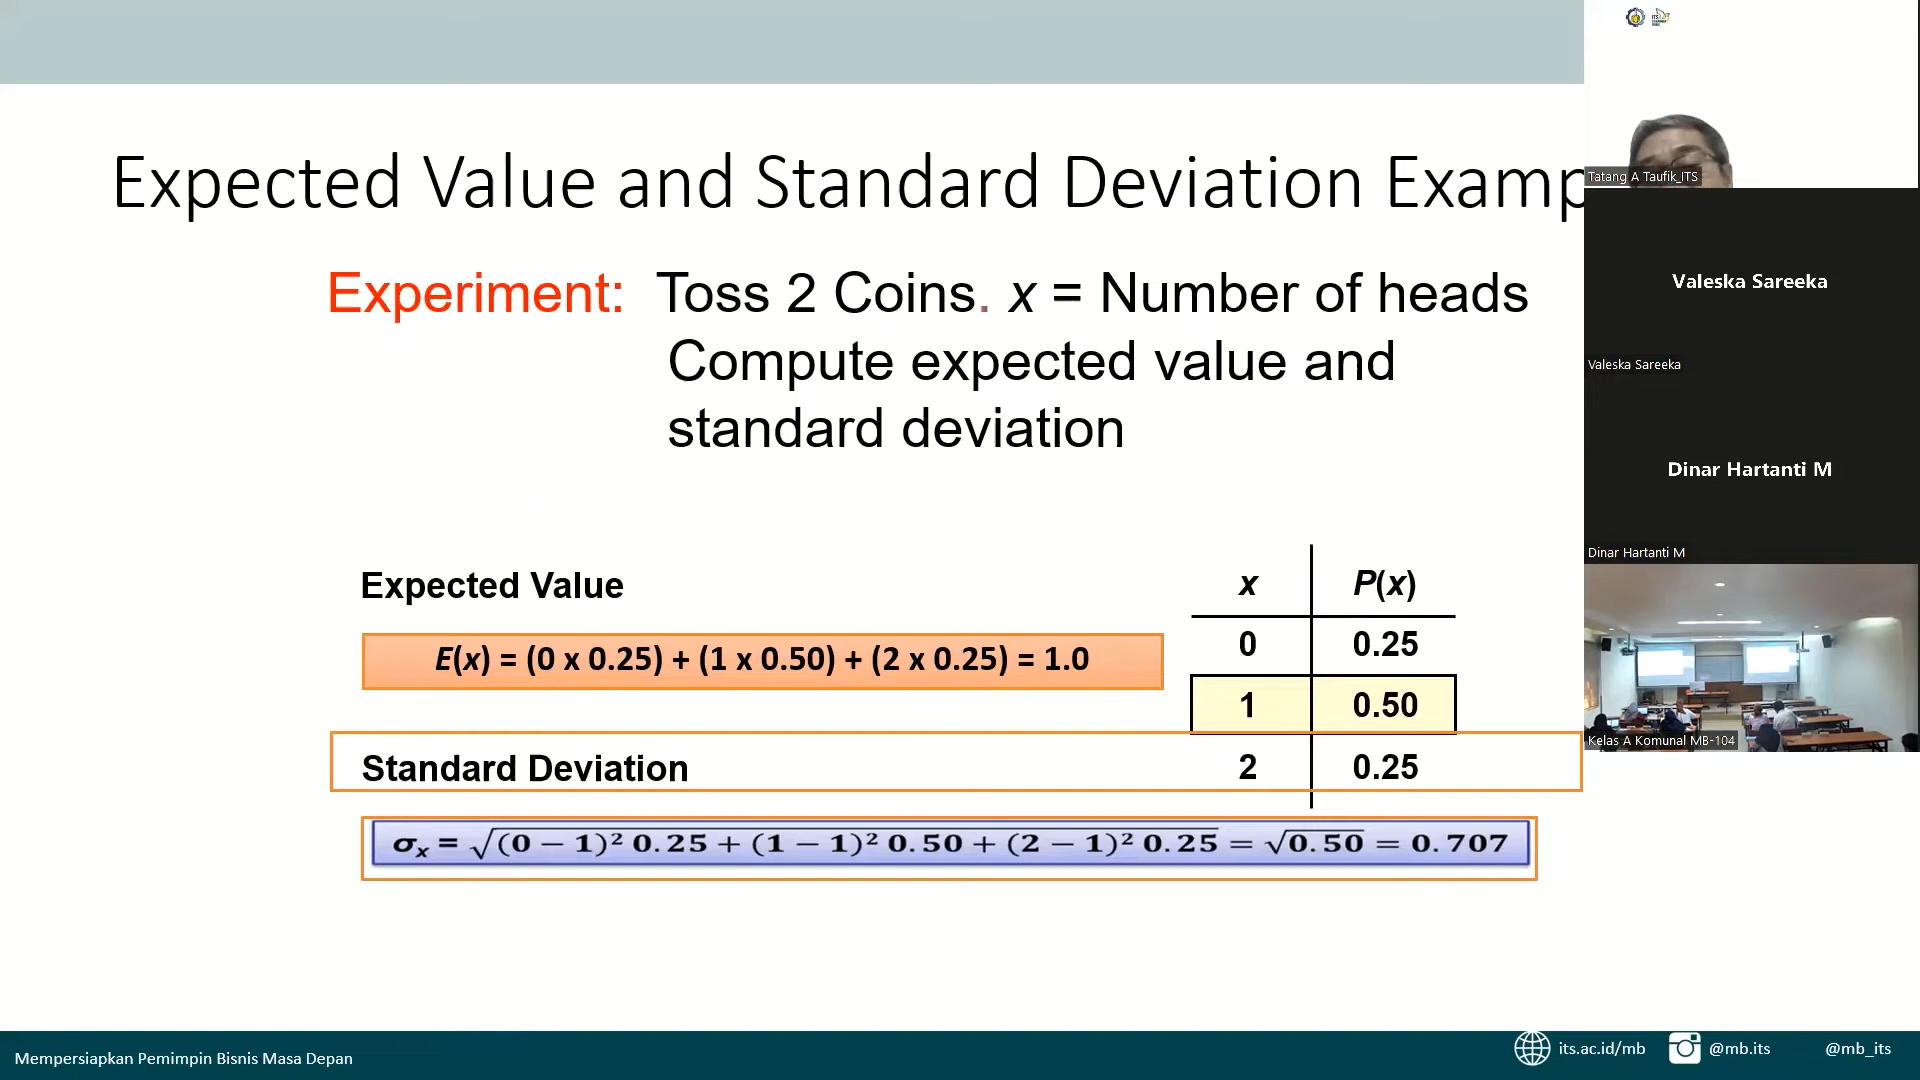 Expected Value and Standard Deviation Examp
Experiment: Toss 2 Coins. x = Number of heads
Compute expected value and
standard deviation
Expected Value
E(x) = (0 x 0.25) + (1 x 0.50) + (2 x 0.25) = 1.0
x P(x)
0 0.25
1 0.50
2 0.25
Standard Deviation
σₓ = √(0 − 1)² 0.25 + (1 − 1)² 0.50 + (2 − 1)² 0.25 = √0.50 = 0.707
Tatang A Taufik_ITS
Valeska Sareeka
Valeska Sareeka
Dinar Hartanti M
Dinar Hartanti M
Kelas A Komunal MB-104
Mempersiapkan Pemimpin Bisnis Masa Depan
its.ac.id/mb @mb.its @mb_its